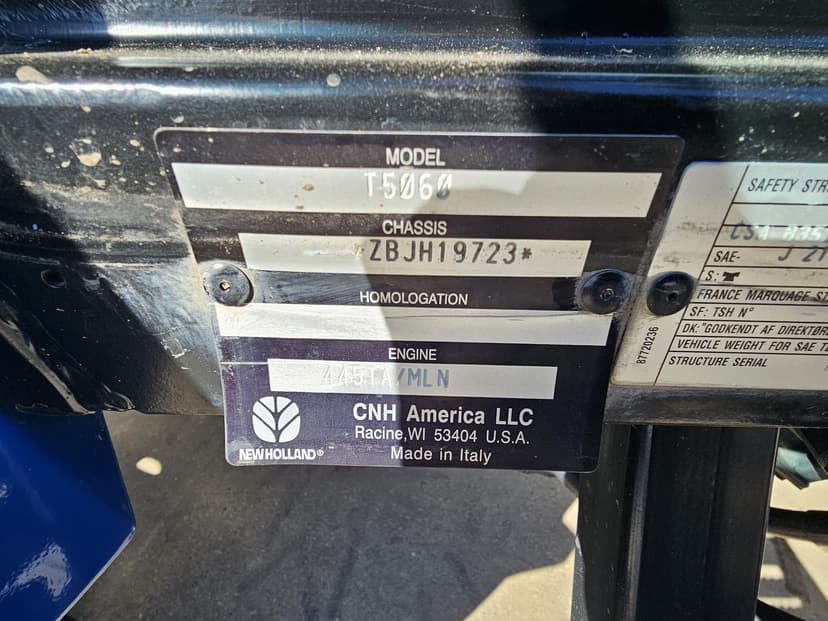 MODEL
T5060
CHASSIS
ZBJH19723*
HOMOLOGATION
ENGINE
445TA/MLN
CNH America LLC
Racine,WI 53404 U.S.A.
Made in Italy
NEW HOLLAND®
SAFETY STR
SAE- J 21
S:
FRANCE MARQUAGE S
SF: TSH N°
DK: "GODKENDT AF DIREKTØR
VEHICLE WEIGHT FOR SAE T
STRUCTURE SERIAL
87720236